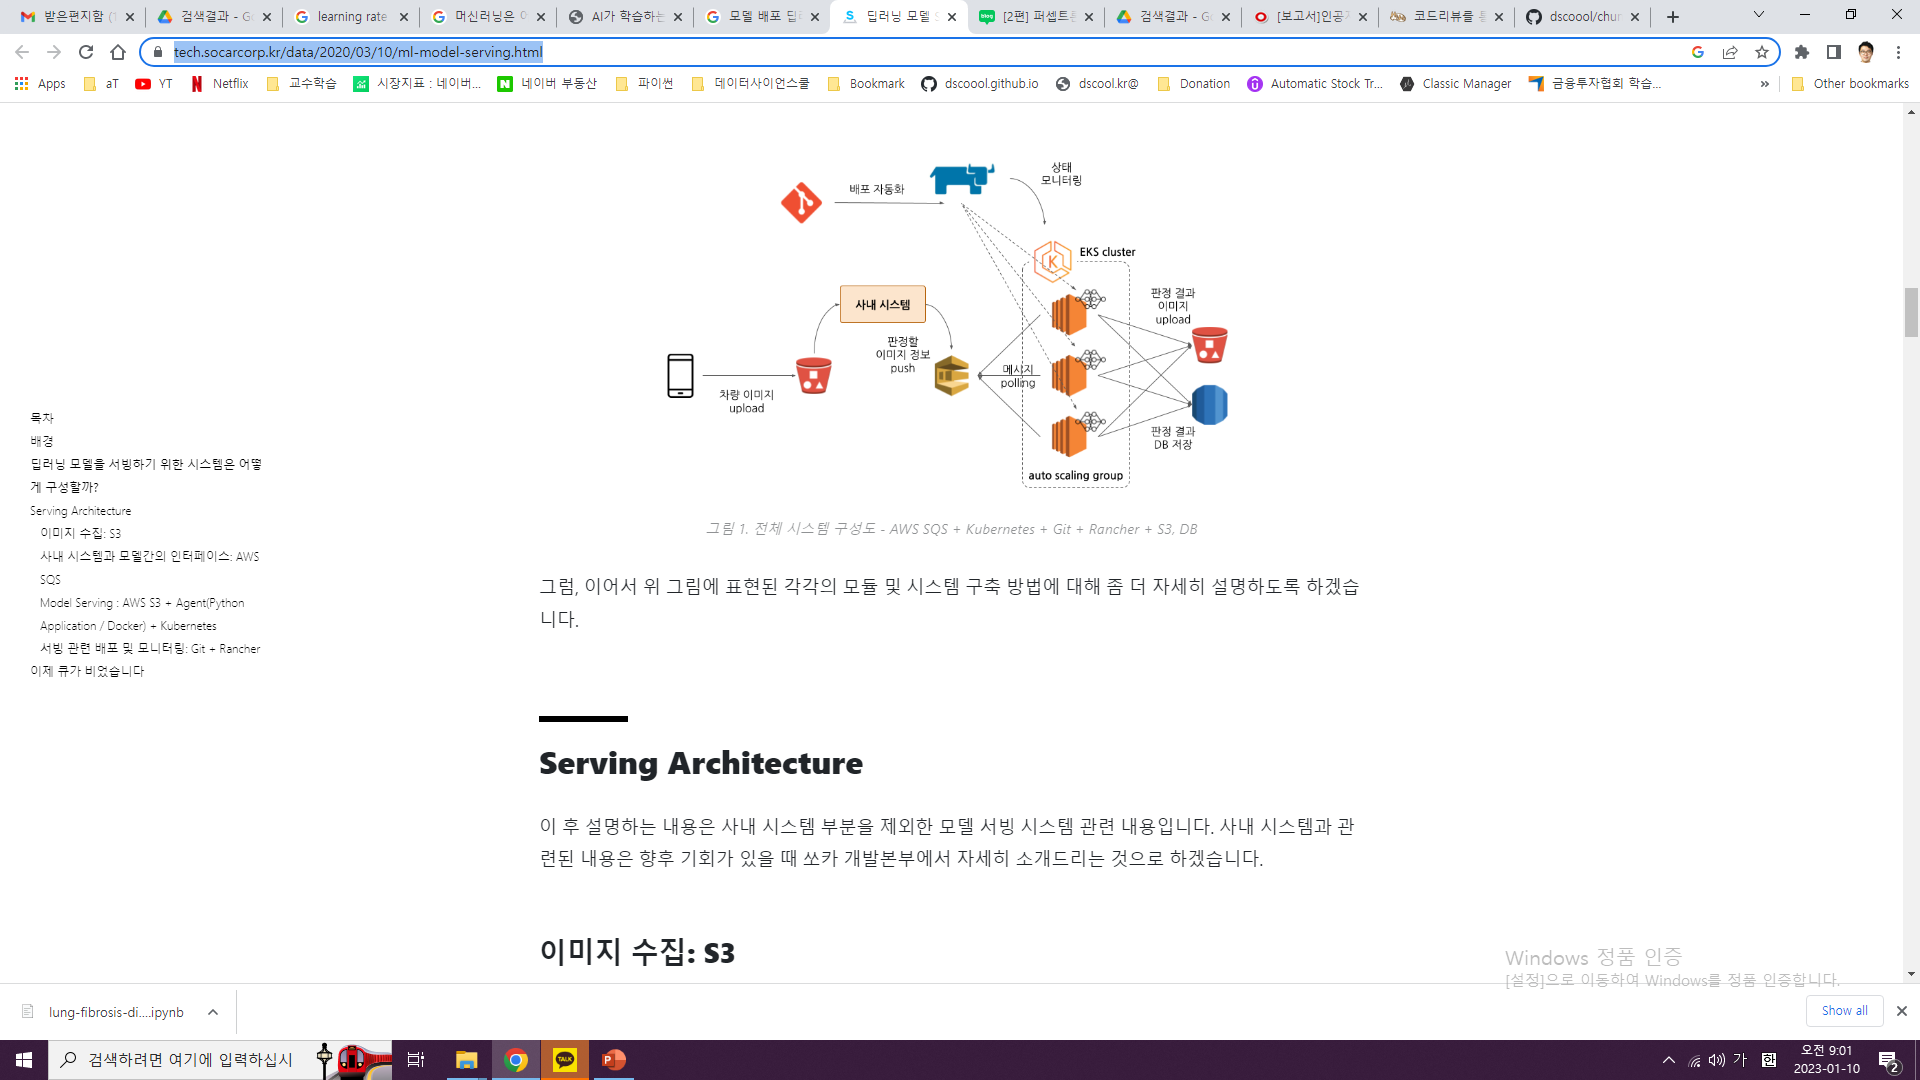 받은편지함 (1
검색결과 - Go
learning rate
머신러닝은 어
AI가 학습하는
모델 배포 딥러
딥러닝 모델 S
[2편] 퍼셉트론
검색결과 - Go
[보고서]인공지
코드리뷰를 통
dscoool/chur
tech.socarcorp.kr/data/2020/03/10/ml-model-serving.html
Apps
aT
YT
Netflix
교수학습
시장지표 : 네이버...
네이버 부동산
파이썬
데이터사이언스쿨
Bookmark
dscoool.github.io
dscool.kr@
Donation
Automatic Stock Tr...
Classic Manager
금융투자협회 학습...
»
Other bookmarks
배포 자동화
상태
모니터링
EKS cluster
사내 시스템
판정할
이미지 정보
push
메시지
polling
판정 결과
이미지
upload
차량 이미지
upload
판정 결과
DB 저장
auto scaling group
그림 1. 전체 시스템 구성도 - AWS SQS + Kubernetes + Git + Rancher + S3, DB
목차
배경
딥러닝 모델을 서빙하기 위한 시스템은 어떻
게 구성할까?
Serving Architecture
이미지 수집: S3
사내 시스템과 모델간의 인터페이스: AWS
SQS
Model Serving : AWS S3 + Agent(Python
Application / Docker) + Kubernetes
서빙 관련 배포 및 모니터링: Git + Rancher
이제 큐가 비었습니다
그럼, 이어서 위 그림에 표현된 각각의 모듈 및 시스템 구축 방법에 대해 좀 더 자세히 설명하도록 하겠습
니다.
Serving Architecture
이 후 설명하는 내용은 사내 시스템 부분을 제외한 모델 서빙 시스템 관련 내용입니다. 사내 시스템과 관
련된 내용은 향후 기회가 있을 때 쏘카 개발본부에서 자세히 소개드리는 것으로 하겠습니다.
이미지 수집: S3
Windows 정품 인증
[설정]으로 이동하여 Windows를 정품 인증합니다.
lung-fibrosis-di....ipynb
Show all
검색하려면 여기에 입력하십시
TALK
가
한
오전 9:01
2023-01-10
2